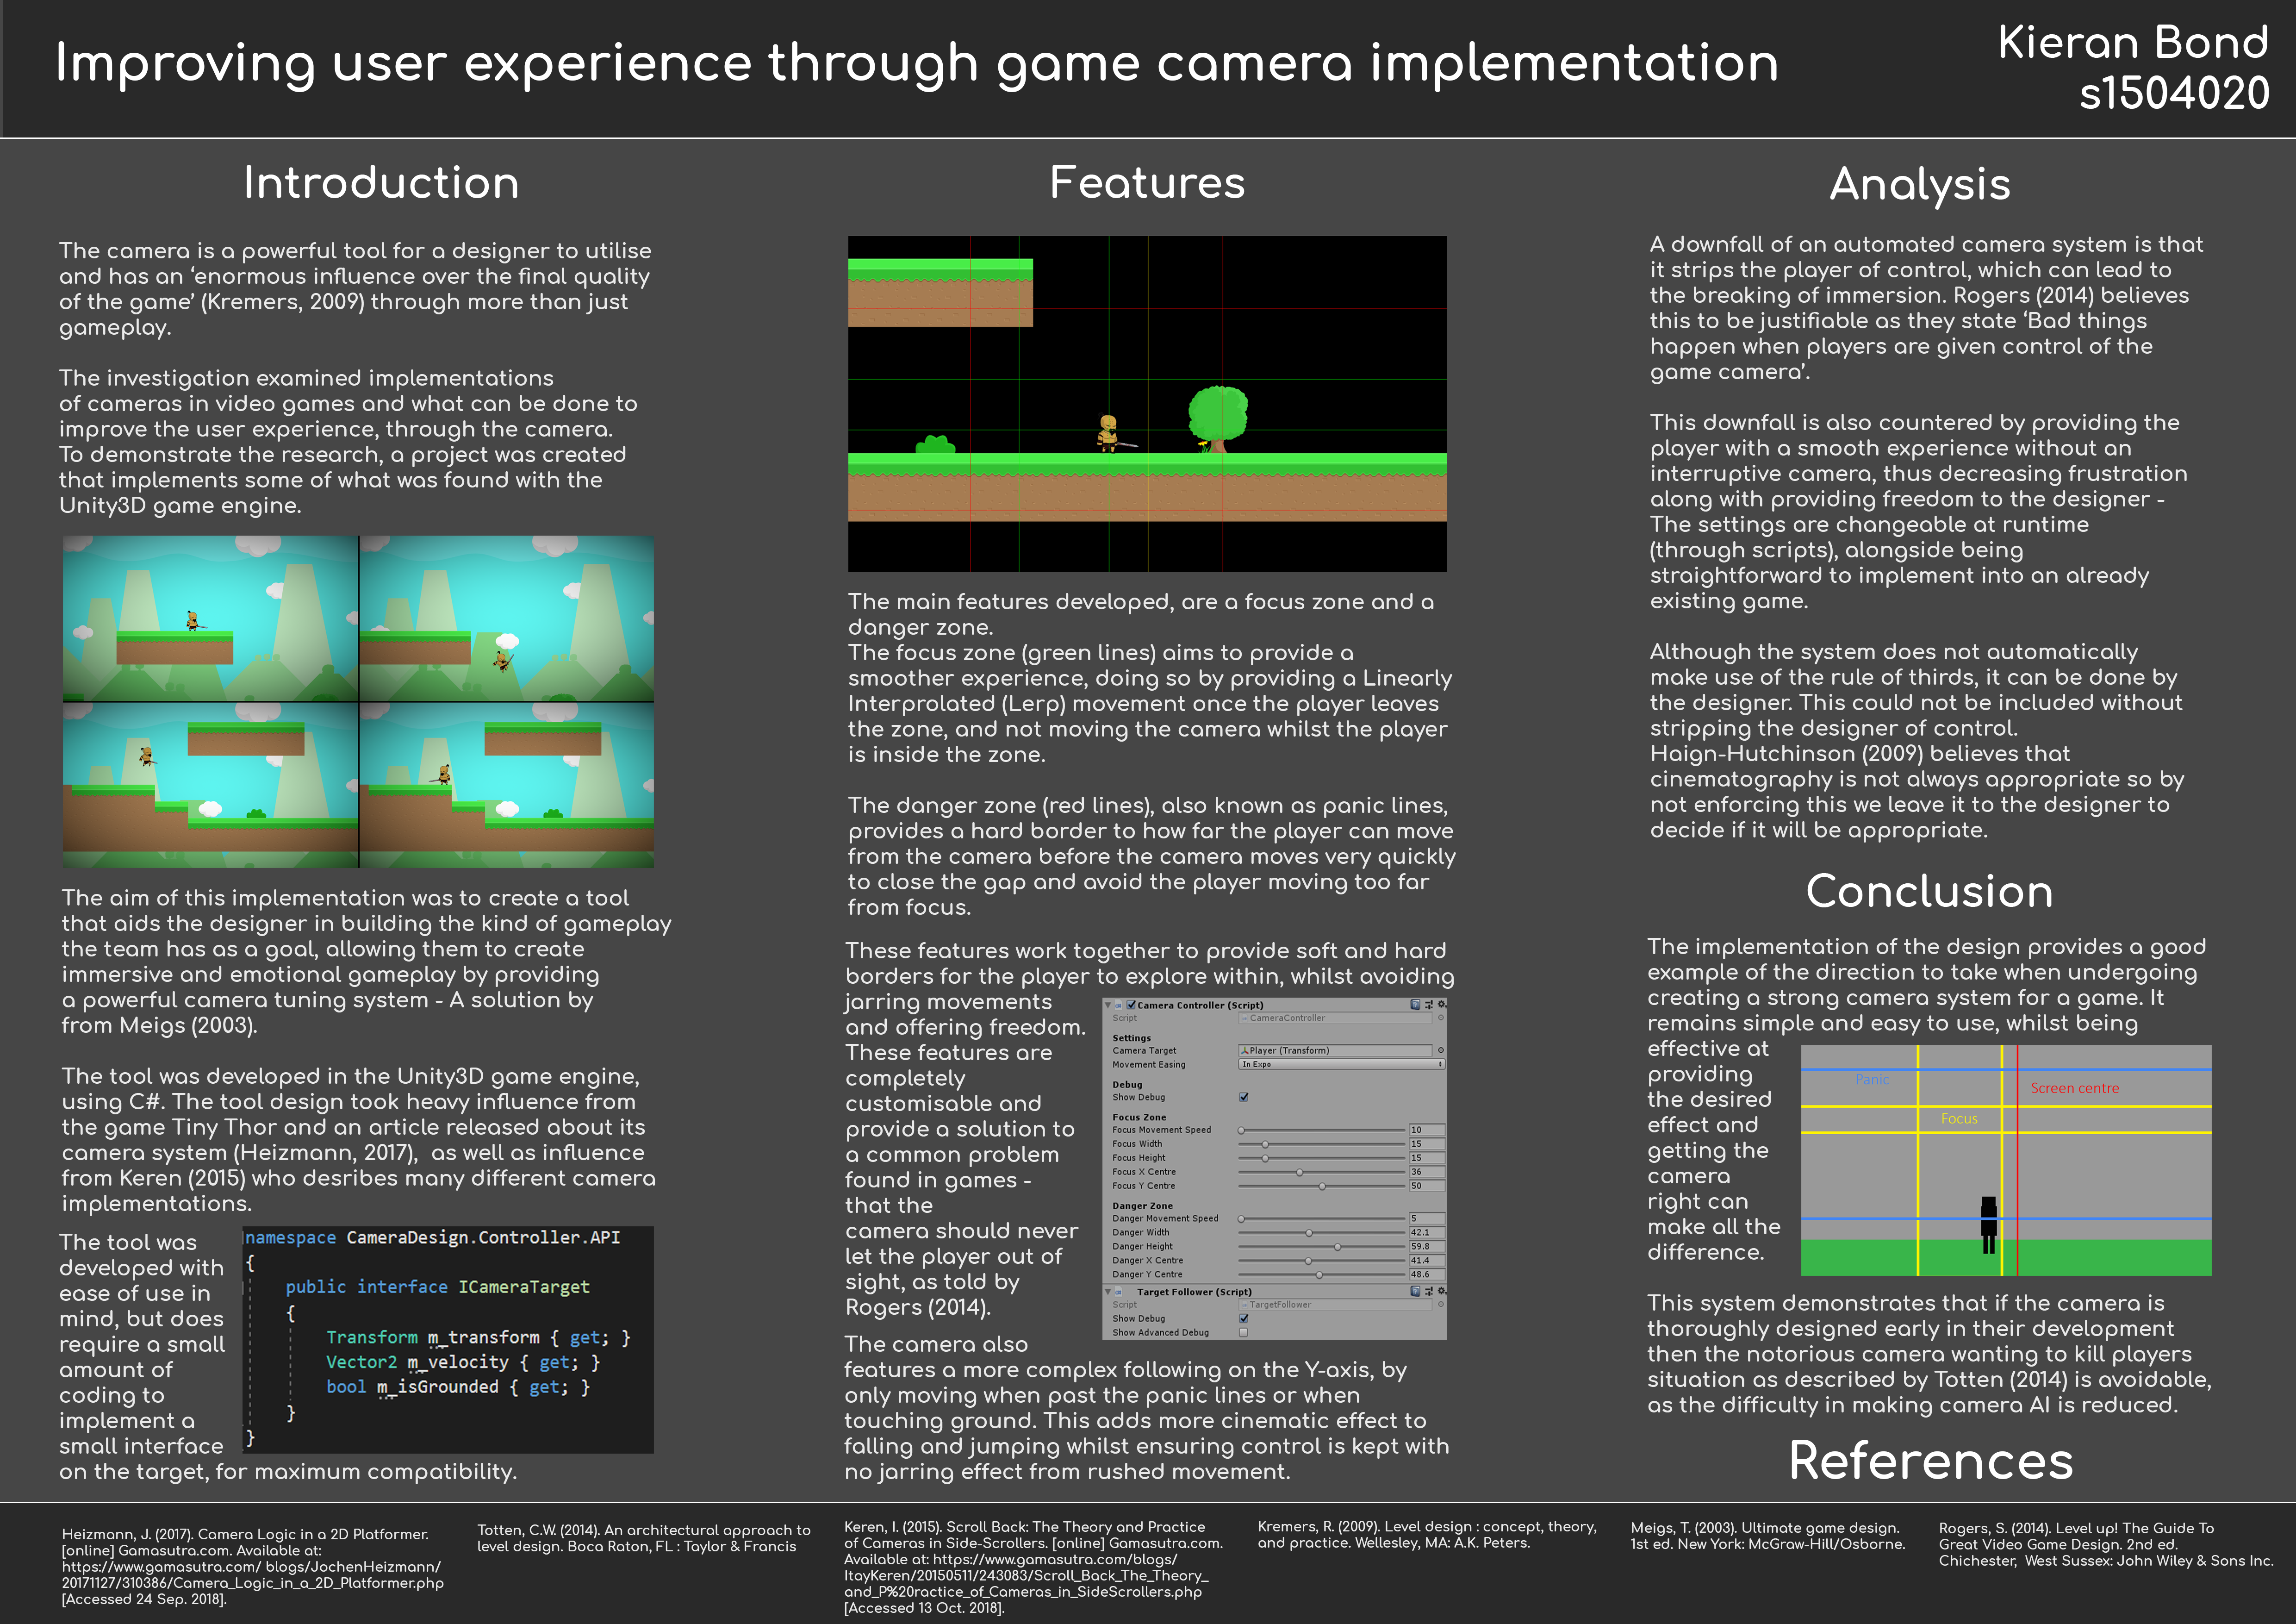 Improving user experience through game camera implementation
Kieran Bond
s1504020
Introduction
The camera is a powerful tool for a designer to utilise
and has an ‘enormous influence over the final quality
of the game’ (Kremers, 2009) through more than just
gameplay.
The investigation examined implementations
of cameras in video games and what can be done to
improve the user experience, through the camera.
To demonstrate the research, a project was created
that implements some of what was found with the
Unity3D game engine.
The aim of this implementation was to create a tool
that aids the designer in building the kind of gameplay
the team has as a goal, allowing them to create
immersive and emotional gameplay by providing
a powerful camera tuning system - A solution by
from Meigs (2003).
The tool was developed in the Unity3D game engine,
using C#. The tool design took heavy influence from
the game Tiny Thor and an article released about its
camera system (Heizmann, 2017),  as well as influence
from Keren (2015) who desribes many different camera
implementations.
The tool was
developed with
ease of use in
mind, but does
require a small
amount of
coding to
implement a
small interface
on the target, for maximum compatibility.
namespace CameraDesign.Controller.API
{
public interface ICameraTarget
{
Transform m_transform { get; }
Vector2 m_velocity { get; }
bool m_isGrounded { get; }
}
}
Features
The main features developed, are a focus zone and a
danger zone.
The focus zone (green lines) aims to provide a
smoother experience, doing so by providing a Linearly
Interprolated (Lerp) movement once the player leaves
the zone, and not moving the camera whilst the player
is inside the zone.
The danger zone (red lines), also known as panic lines,
provides a hard border to how far the player can move
from the camera before the camera moves very quickly
to close the gap and avoid the player moving too far
from focus.
These features work together to provide soft and hard
borders for the player to explore within, whilst avoiding
jarring movements
and offering freedom.
These features are
completely
customisable and
provide a solution to
a common problem
found in games -
that the
camera should never
let the player out of
sight, as told by
Rogers (2014).
The camera also
features a more complex following on the Y-axis, by
only moving when past the panic lines or when
touching ground. This adds more cinematic effect to
falling and jumping whilst ensuring control is kept with
no jarring effect from rushed movement.
Camera Controller (Script)
Script CameraController
Settings
Camera Target Player (Transform)
Movement Easing In Expo
Debug
Show Debug
Focus Zone
Focus Movement Speed 10
Focus Width 15
Focus Height 15
Focus X Centre 36
Focus Y Centre 50
Danger Zone
Danger Movement Speed 5
Danger Width 42.1
Danger Height 59.8
Danger X Centre 41.4
Danger Y Centre 48.6
Target Follower (Script)
Script TargetFollower
Show Debug
Show Advanced Debug
Analysis
A downfall of an automated camera system is that
it strips the player of control, which can lead to
the breaking of immersion. Rogers (2014) believes
this to be justifiable as they state ‘Bad things
happen when players are given control of the
game camera’.
This downfall is also countered by providing the
player with a smooth experience without an
interruptive camera, thus decreasing frustration
along with providing freedom to the designer -
The settings are changeable at runtime
(through scripts), alongside being
straightforward to implement into an already
existing game.
Although the system does not automatically
make use of the rule of thirds, it can be done by
the designer. This could not be included without
stripping the designer of control.
Haign-Hutchinson (2009) believes that
cinematography is not always appropriate so by
not enforcing this we leave it to the designer to
decide if it will be appropriate.
Conclusion
The implementation of the design provides a good
example of the direction to take when undergoing
creating a strong camera system for a game. It
remains simple and easy to use, whilst being
effective at
providing
the desired
effect and
getting the
camera
right can
make all the
difference.
Panic
Screen centre
Focus
This system demonstrates that if the camera is
thoroughly designed early in their development
then the notorious camera wanting to kill players
situation as described by Totten (2014) is avoidable,
as the difficulty in making camera AI is reduced.
References
Heizmann, J. (2017). Camera Logic in a 2D Platformer.
[online] Gamasutra.com. Available at:
https://www.gamasutra.com/ blogs/JochenHeizmann/
20171127/310386/Camera_Logic_in_a_2D_Platformer.php
[Accessed 24 Sep. 2018].
Totten, C.W. (2014). An architectural approach to
level design. Boca Raton, FL : Taylor & Francis
Keren, I. (2015). Scroll Back: The Theory and Practice
of Cameras in Side-Scrollers. [online] Gamasutra.com.
Available at: https://www.gamasutra.com/blogs/
ItayKeren/20150511/243083/Scroll_Back_The_Theory_
and_P%20ractice_of_Cameras_in_SideScrollers.php
[Accessed 13 Oct. 2018].
Kremers, R. (2009). Level design : concept, theory,
and practice. Wellesley, MA: A.K. Peters.
Meigs, T. (2003). Ultimate game design.
1st ed. New York: McGraw-Hill/Osborne.
Rogers, S. (2014). Level up! The Guide To
Great Video Game Design. 2nd ed.
Chichester,  West Sussex: John Wiley & Sons Inc.